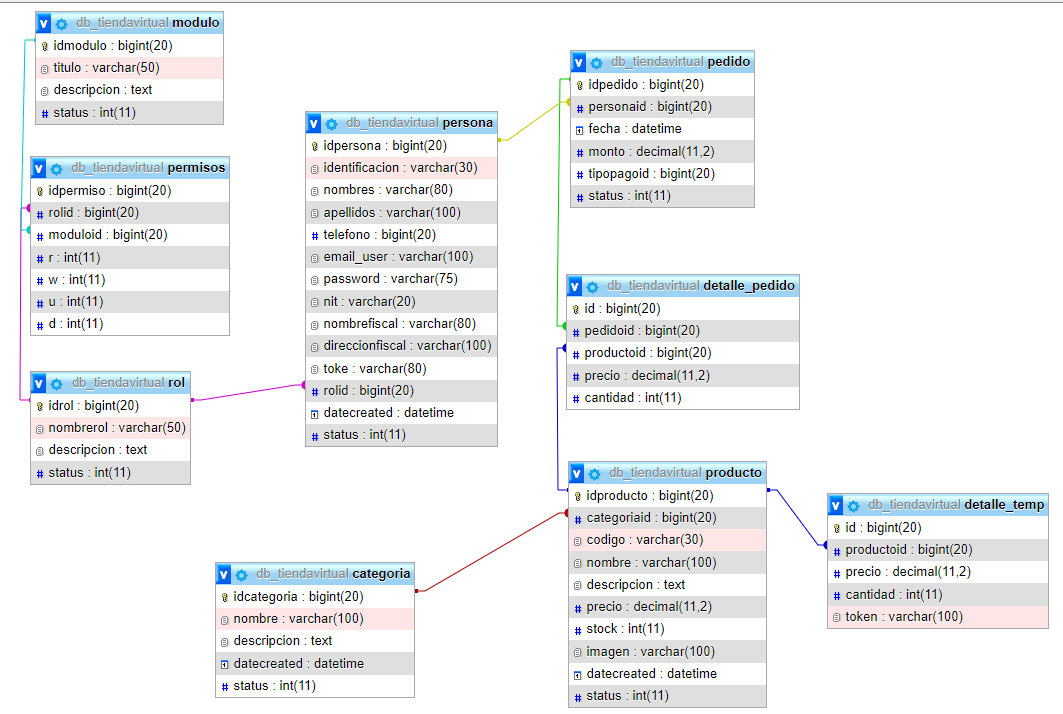 db_tiendavirtual modulo
idmodulo : bigint(20)
titulo : varchar(50)
descripcion : text
status : int(11)
db_tiendavirtual permisos
idpermiso : bigint(20)
rolid : bigint(20)
moduloid : bigint(20)
r : int(11)
w : int(11)
u : int(11)
d : int(11)
db_tiendavirtual rol
idrol : bigint(20)
nombrerol : varchar(50)
descripcion : text
status : int(11)
db_tiendavirtual persona
idpersona : bigint(20)
identificacion : varchar(30)
nombres : varchar(80)
apellidos : varchar(100)
telefono : bigint(20)
email_user : varchar(100)
password : varchar(75)
nit : varchar(20)
nombrefiscal : varchar(80)
direccionfiscal : varchar(100)
toke : varchar(80)
rolid : bigint(20)
datecreated : datetime
status : int(11)
db_tiendavirtual categoria
idcategoria : bigint(20)
nombre : varchar(100)
descripcion : text
datecreated : datetime
status : int(11)
db_tiendavirtual pedido
idpedido : bigint(20)
personaid : bigint(20)
fecha : datetime
monto : decimal(11,2)
tipopagoid : bigint(20)
status : int(11)
db_tiendavirtual detalle_pedido
id : bigint(20)
pedidoid : bigint(20)
productoid : bigint(20)
precio : decimal(11,2)
cantidad : int(11)
db_tiendavirtual producto
idproducto : bigint(20)
categoriaid : bigint(20)
codigo : varchar(30)
nombre : varchar(100)
descripcion : text
precio : decimal(11,2)
stock : int(11)
imagen : varchar(100)
datecreated : datetime
status : int(11)
db_tiendavirtual detalle_temp
id : bigint(20)
productoid : bigint(20)
precio : decimal(11,2)
cantidad : int(11)
token : varchar(100)